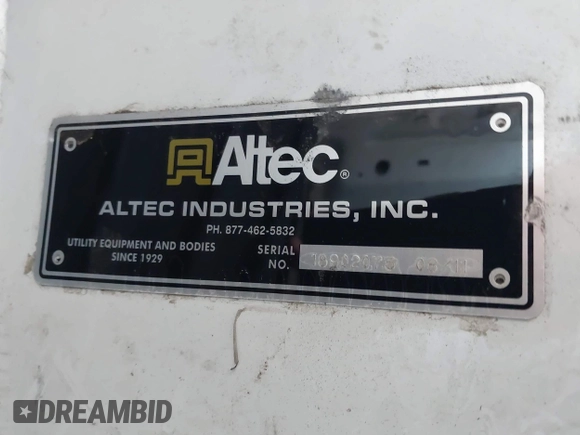 Altec®
ALTEC INDUSTRIES, INC.
PH. 877-462-5832
UTILITY EQUIPMENT AND BODIES
SINCE 1929
SERIAL
NO.
DREAMBID